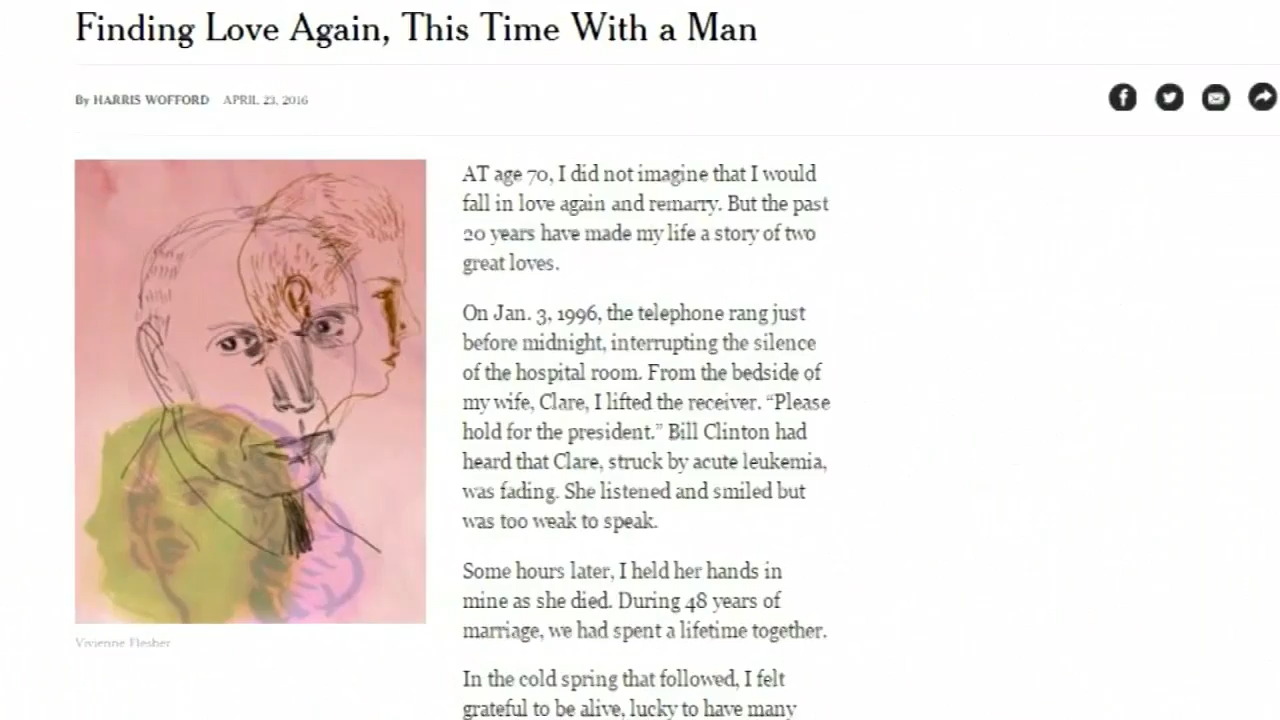 Finding Love Again, This Time With a Man
By HARRIS WOFFORD APRIL 23, 2016
AT age 70, I did not imagine that I would
fall in love again and remarry. But the past
20 years have made my life a story of two
great loves.
On Jan. 3, 1996, the telephone rang just
before midnight, interrupting the silence
of the hospital room. From the bedside of
my wife, Clare, I lifted the receiver. “Please
hold for the president.” Bill Clinton had
heard that Clare, struck by acute leukemia,
was fading. She listened and smiled but
was too weak to speak.
Some hours later, I held her hands in
mine as she died. During 48 years of
marriage, we had spent a lifetime together.
In the cold spring that followed, I felt
grateful to be alive, lucky to have many
Vivienne Flesher